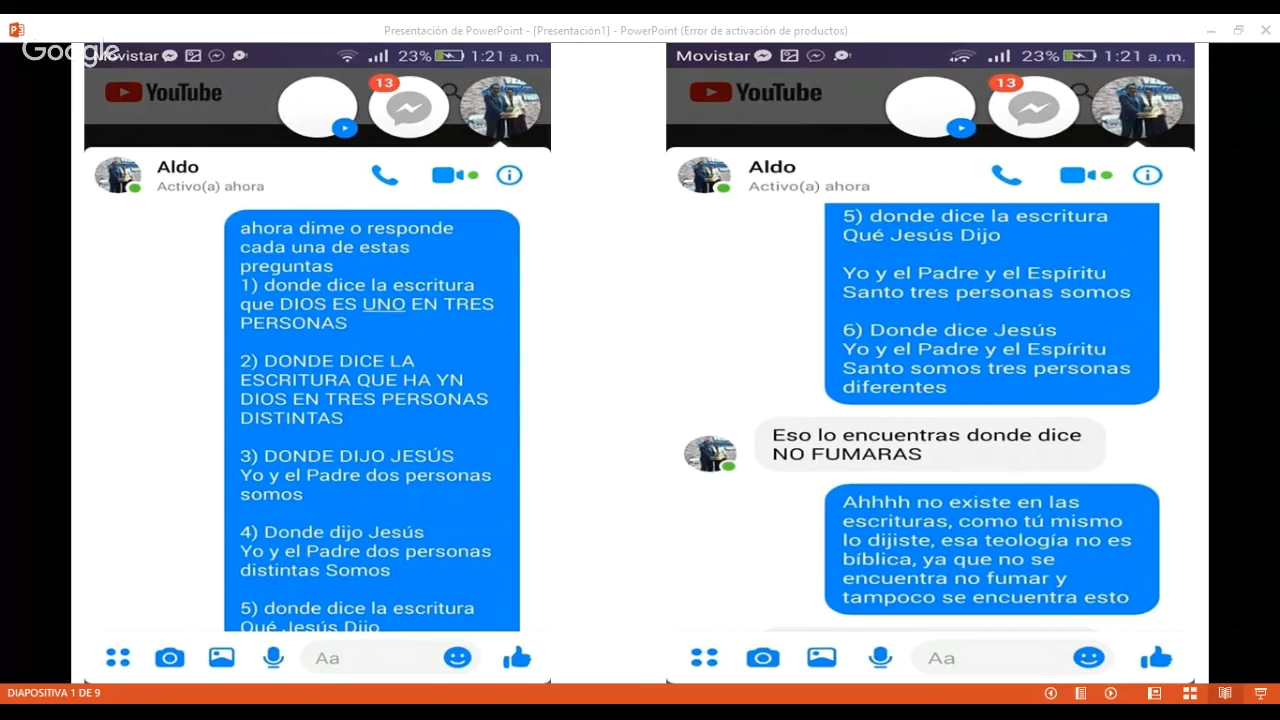 Presentación de PowerPoint - [Presentación1] - PowerPoint (Error de activación de productos)
Google
Movistar 23% 1:21 a. m.
YouTube
13
Aldo
Activo(a) ahora
ahora dime o responde
cada una de estas
preguntas
1) donde dice la escritura
que DIOS ES UNO EN TRES
PERSONAS
2) DONDE DICE LA
ESCRITURA QUE HA YN
DIOS EN TRES PERSONAS
DISTINTAS
3) DONDE DIJO JESÚS
Yo y el Padre dos personas
somos
4) Donde dijo Jesús
Yo y el Padre dos personas
distintas Somos
5) donde dice la escritura
Qué Jesús Dijo
Aa
Movistar 23% 1:21 a. m.
YouTube
13
Aldo
Activo(a) ahora
5) donde dice la escritura
Qué Jesús Dijo
Yo y el Padre y el Espíritu
Santo tres personas somos
6) Donde dice Jesús
Yo y el Padre y el Espíritu
Santo somos tres personas
diferentes
Eso lo encuentras donde dice
NO FUMARAS
Ahhhh no existe en las
escrituras, como tú mismo
lo dijiste, esa teología no es
bíblica, ya que no se
encuentra no fumar y
tampoco se encuentra esto
Aa
DIAPOSITIVA 1 DE 9